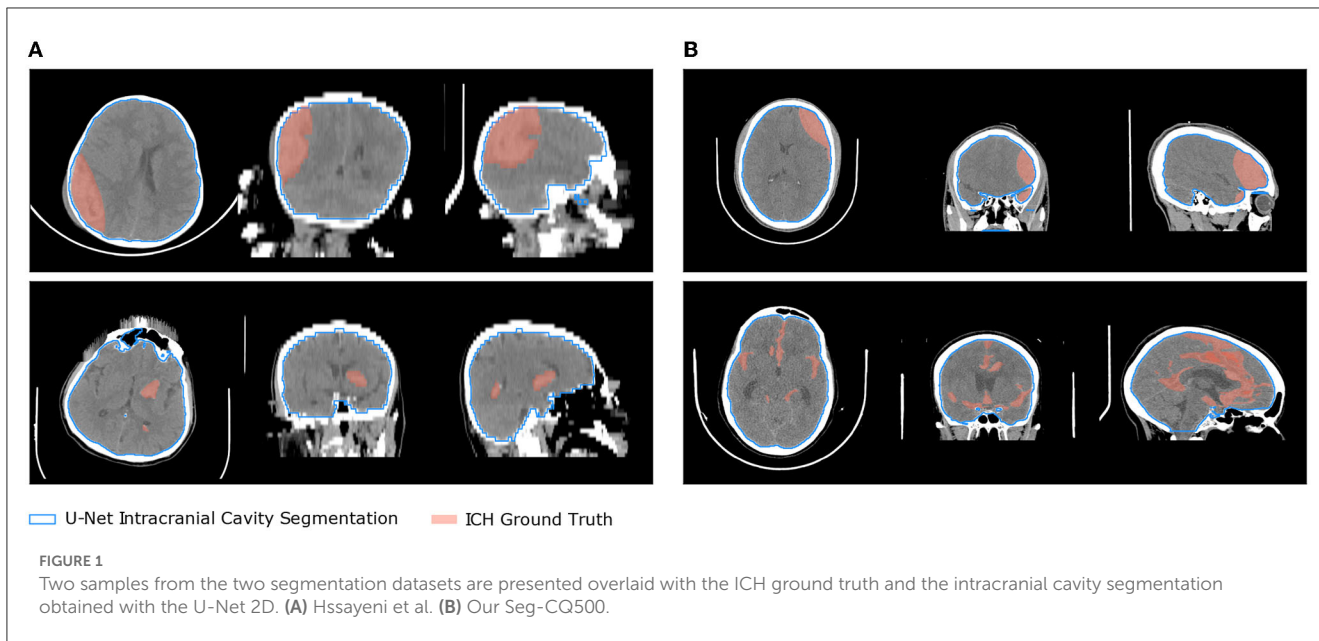 A
B
U-Net Intracranial Cavity Segmentation
ICH Ground Truth
FIGURE 1
Two samples from the two segmentation datasets are presented overlaid with the ICH ground truth and the intracranial cavity segmentation
obtained with the U-Net 2D. (A) Hssayeni et al. (B) Our Seg-CQ500.